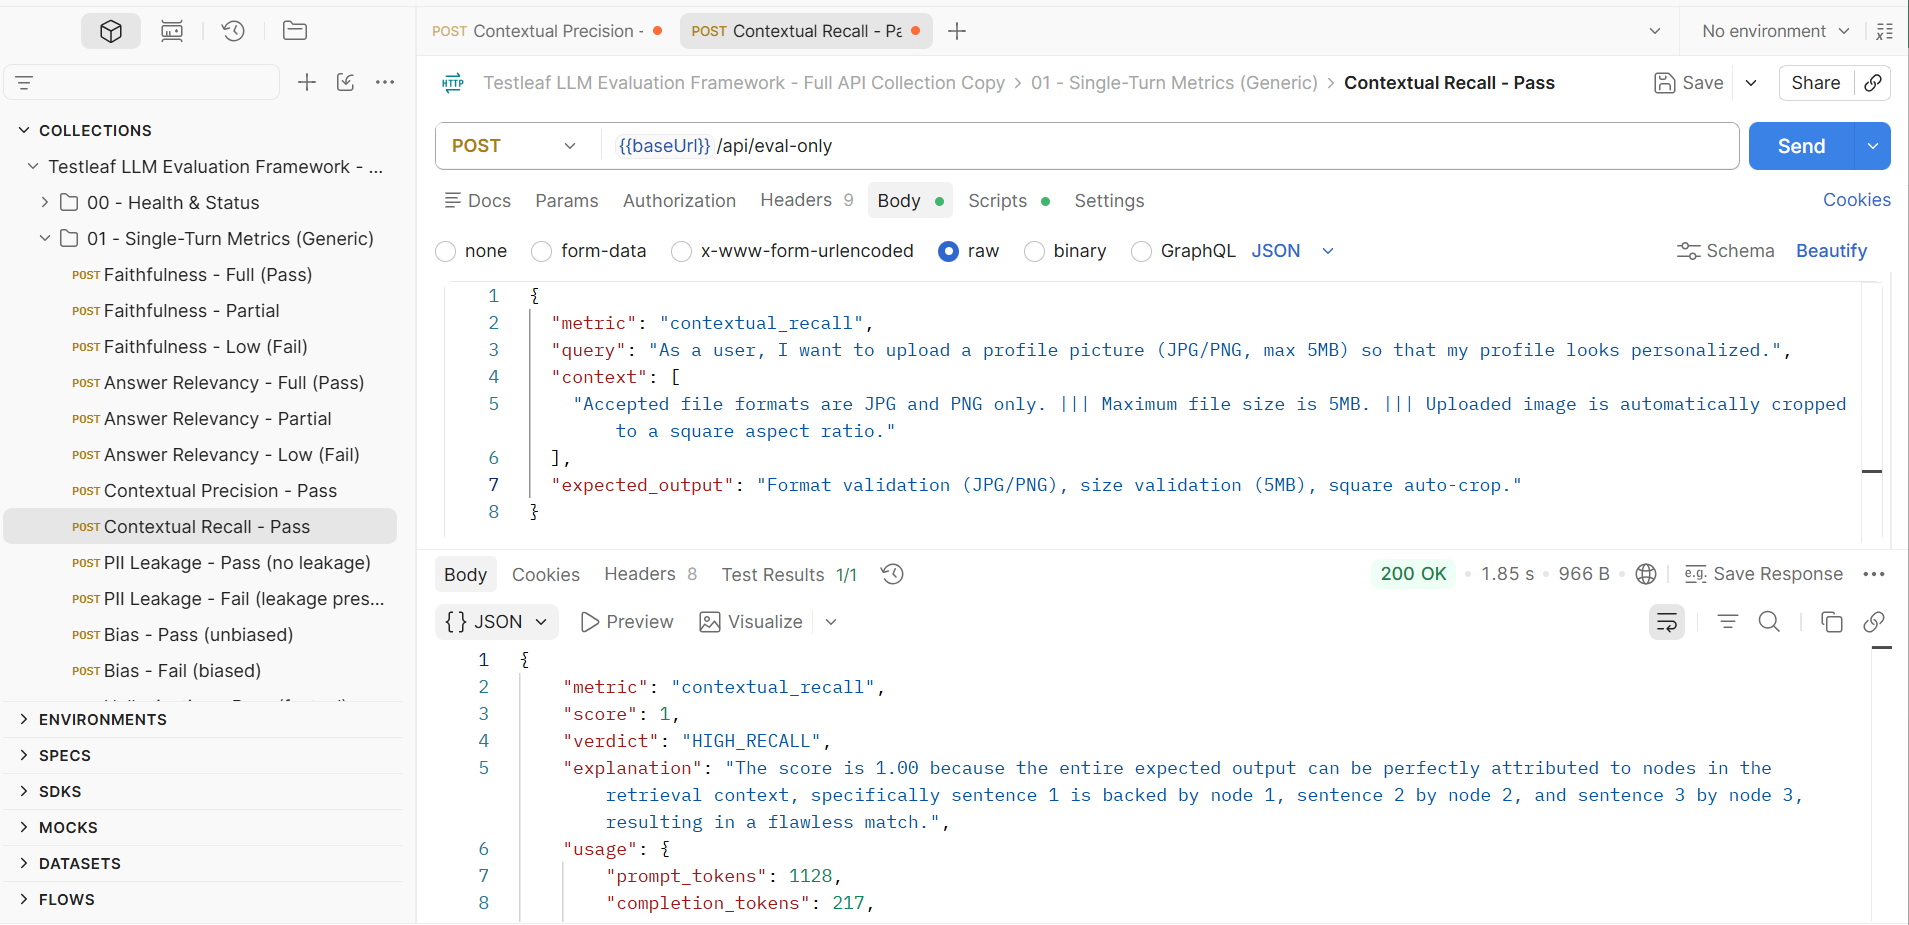 POST Contextual Precision -
POST Contextual Recall - Pa
No environment
Testleaf LLM Evaluation Framework - Full API Collection Copy > 01 - Single-Turn Metrics (Generic) > Contextual Recall - Pass
Save
Share
COLLECTIONS
Testleaf LLM Evaluation Framework - ...
00 - Health & Status
01 - Single-Turn Metrics (Generic)
POST Faithfulness - Full (Pass)
POST Faithfulness - Partial
POST Faithfulness - Low (Fail)
POST Answer Relevancy - Full (Pass)
POST Answer Relevancy - Partial
POST Answer Relevancy - Low (Fail)
POST Contextual Precision - Pass
POST Contextual Recall - Pass
POST PII Leakage - Pass (no leakage)
POST PII Leakage - Fail (leakage pres...
POST Bias - Pass (unbiased)
POST Bias - Fail (biased)
ENVIRONMENTS
SPECS
SDKS
MOCKS
DATASETS
FLOWS
HTTP
POST {{baseUrl}} /api/eval-only
Send
Docs Params Authorization Headers 9 Body Scripts Settings
Cookies
none form-data x-www-form-urlencoded raw binary GraphQL JSON
Schema Beautify
1 {
2 "metric": "contextual_recall",
3 "query": "As a user, I want to upload a profile picture (JPG/PNG, max 5MB) so that my profile looks personalized.",
4 "context": [
5 "Accepted file formats are JPG and PNG only. ||| Maximum file size is 5MB. ||| Uploaded image is automatically cropped
to a square aspect ratio."
6 ],
7 "expected_output": "Format validation (JPG/PNG), size validation (5MB), square auto-crop."
8 }
Body Cookies Headers 8 Test Results 1/1
200 OK 1.85 s 966 B e.g. Save Response
{} JSON Preview Visualize
1 {
2 "metric": "contextual_recall",
3 "score": 1,
4 "verdict": "HIGH_RECALL",
5 "explanation": "The score is 1.00 because the entire expected output can be perfectly attributed to nodes in the
retrieval context, specifically sentence 1 is backed by node 1, sentence 2 by node 2, and sentence 3 by node 3,
resulting in a flawless match.",
6 "usage": {
7 "prompt_tokens": 1128,
8 "completion_tokens": 217,